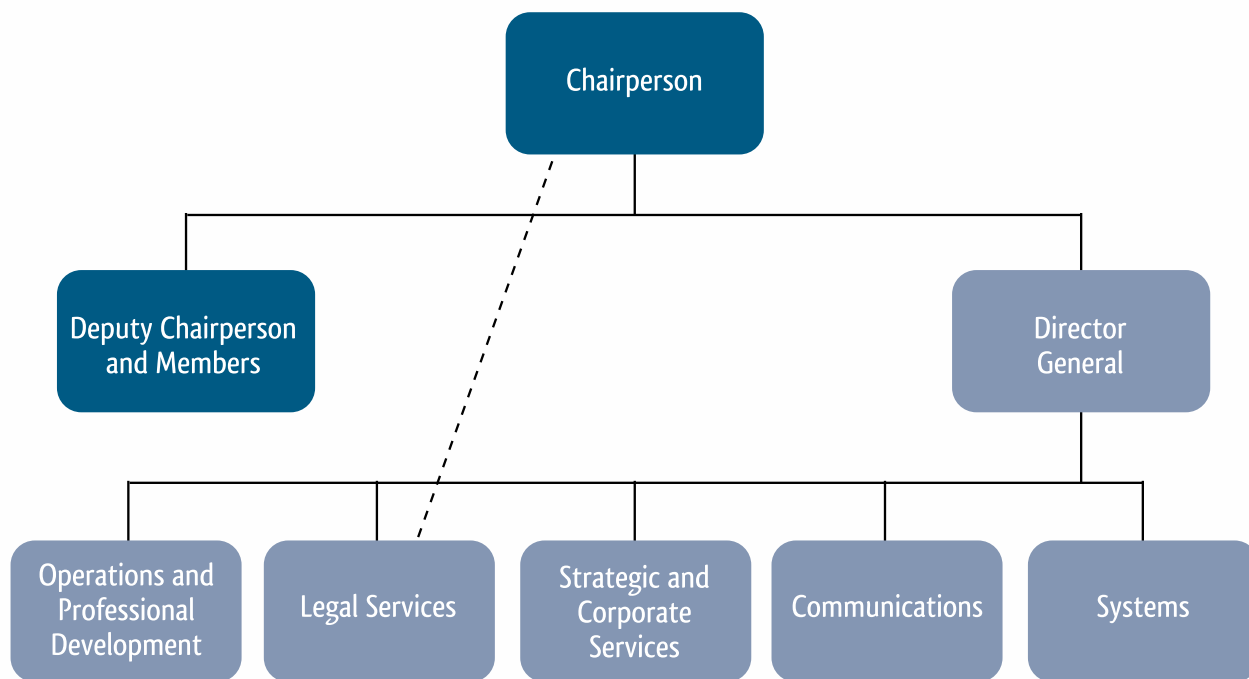 Chairperson
Deputy Chairperson
and Members
Director
General
Operations and
Professional
Development
Legal Services
Strategic and
Corporate
Services
Communications
Systems